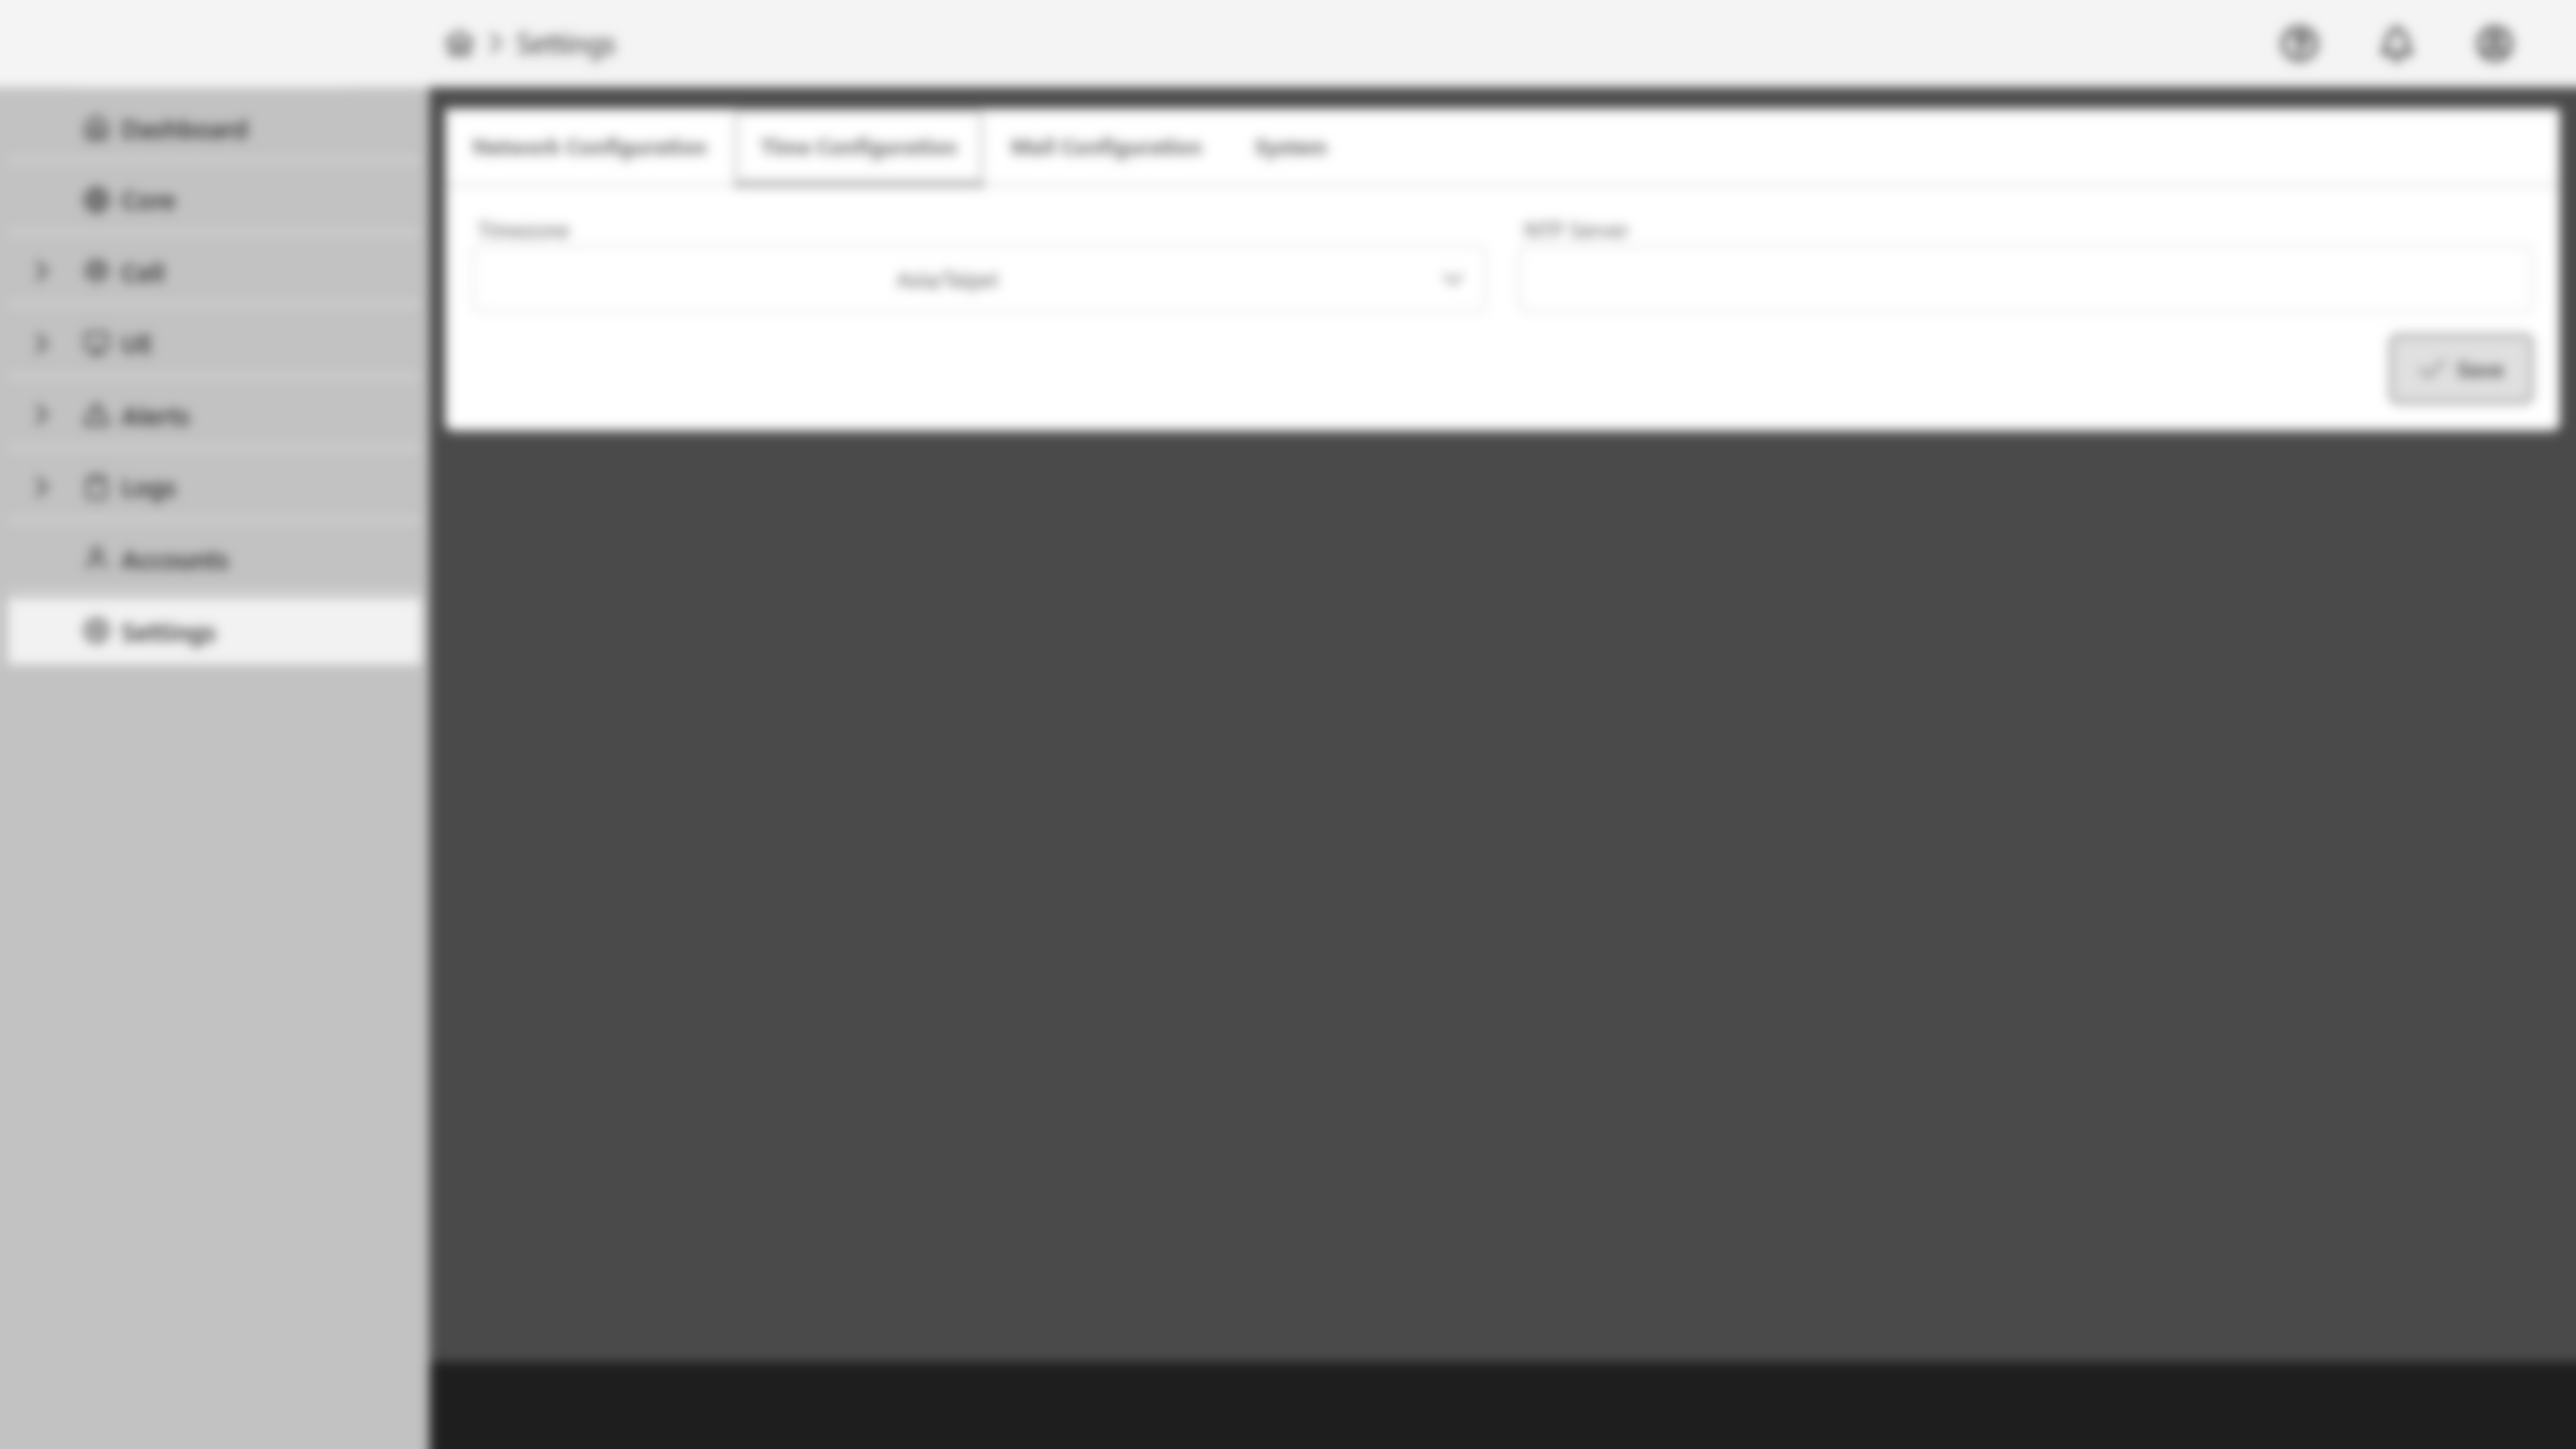 Settings
Dashboard
Core
Cell
UE
Alerts
Logs
Accounts
Settings
Network Configuration
Time Configuration
Mail Configuration
System
Timezone
NTP Server
Asia/Taipei
Save